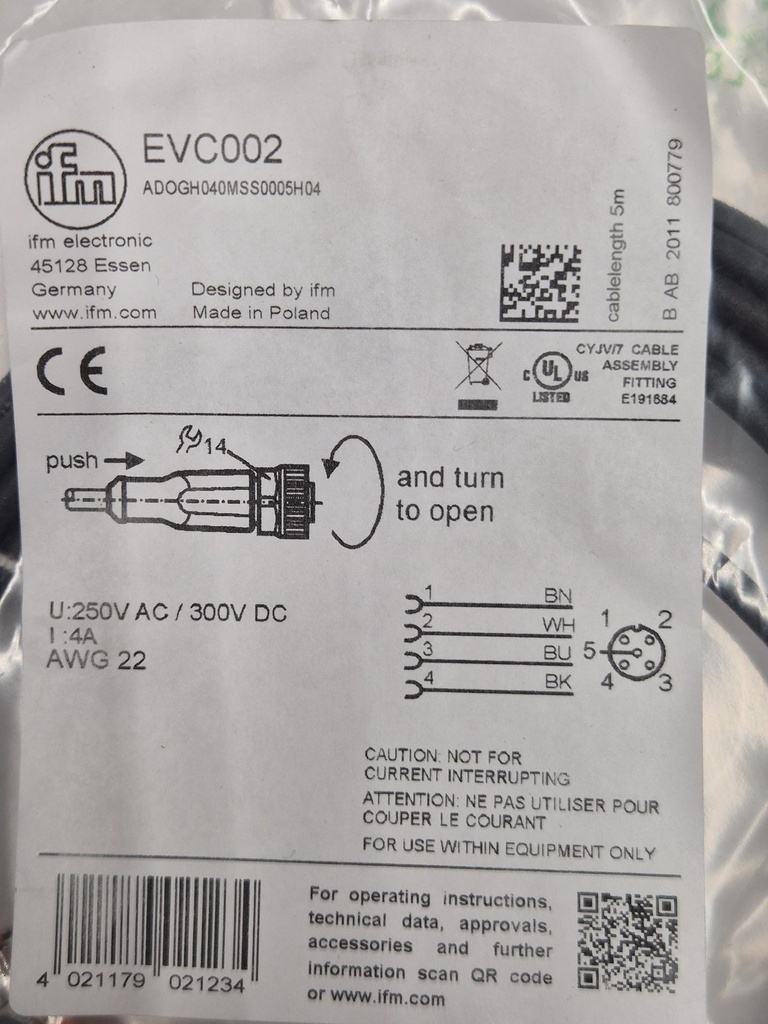 ifm
EVC002
ADOGH040MSS0005H04
ifm electronic
45128 Essen
Germany
www.ifm.com
Designed by ifm
Made in Poland
cablelength 5m
B AB 2011 800779
CE
C UL US
LISTED
CYJV/7 CABLE
ASSEMBLY
FITTING
E191684
push
14
and turn
to open
U:250V AC / 300V DC
I :4A
AWG 22
1 BN
2 WH
3 BU
4 BK
1 2
5
4 3
CAUTION: NOT FOR
CURRENT INTERRUPTING
ATTENTION: NE PAS UTILISER POUR
COUPER LE COURANT
FOR USE WITHIN EQUIPMENT ONLY
4 021179 021234
For operating instructions,
technical data, approvals,
accessories and further
information scan QR code
or www.ifm.com